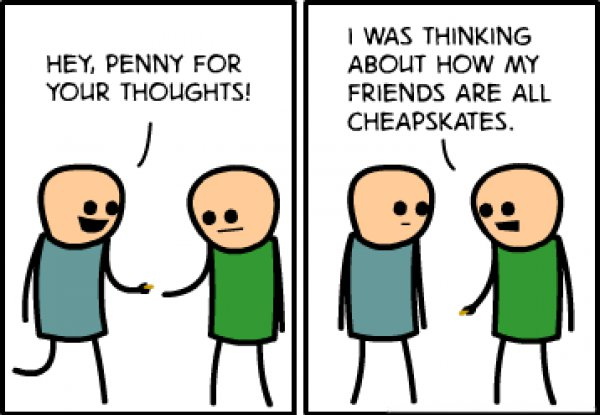 HEY, PENNY FOR
YOUR THOUGHTS!
I WAS THINKING
ABOUT HOW MY
FRIENDS ARE ALL
CHEAPSKATES.